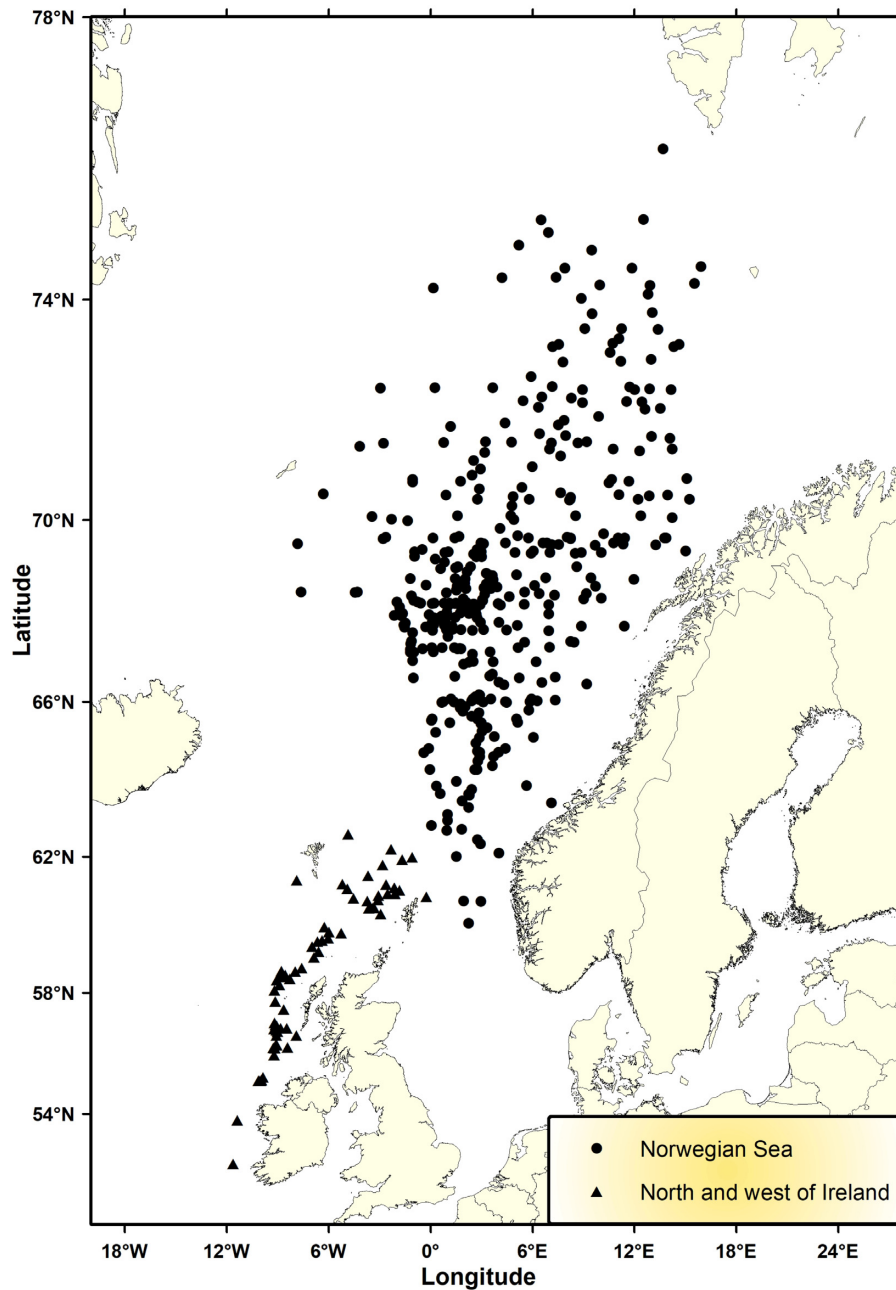 78°N
74°N
70°N
66°N
62°N
58°N
54°N
Latitude
18°W 12°W 6°W 0° 6°E 12°E 18°E 24°E
Longitude
Norwegian Sea
North and west of Ireland